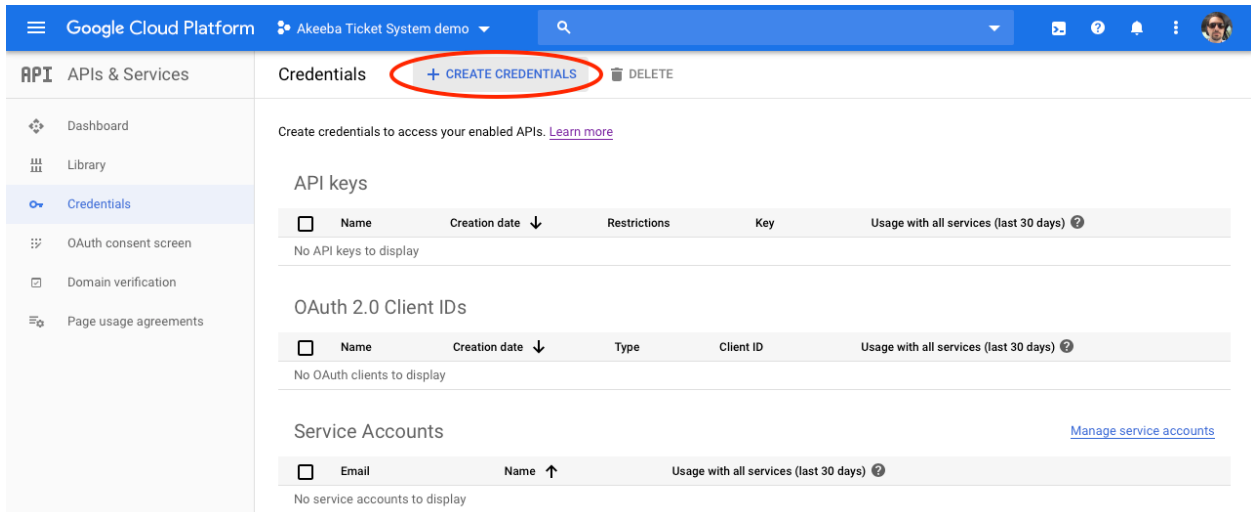 Google Cloud Platform Akeeba Ticket System demo
API APIs & Services
Credentials + CREATE CREDENTIALS DELETE
Dashboard
Library
Credentials
OAuth consent screen
Domain verification
Page usage agreements
Create credentials to access your enabled APIs. Learn more
API keys
Name Creation date Restrictions Key Usage with all services (last 30 days)
No API keys to display
OAuth 2.0 Client IDs
Name Creation date Type Client ID Usage with all services (last 30 days)
No OAuth clients to display
Service Accounts Manage service accounts
Email Name Usage with all services (last 30 days)
No service accounts to display